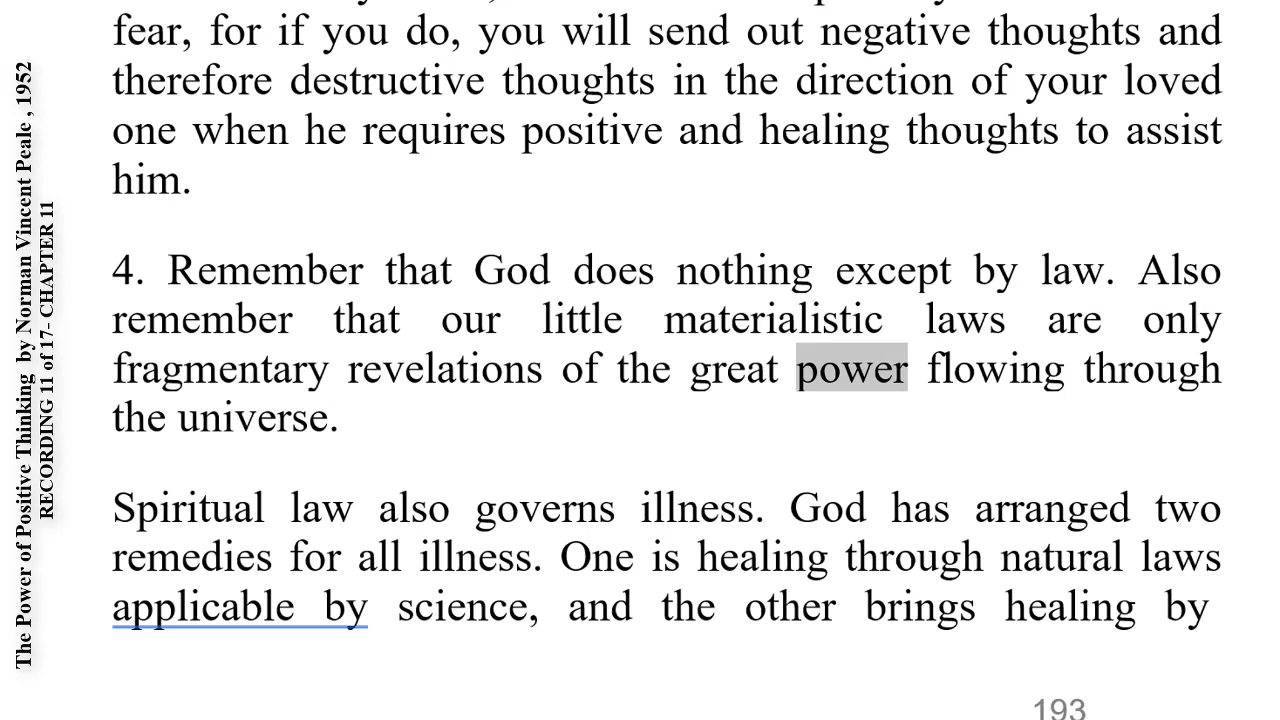 fear, for if you do, you will send out negative thoughts and
therefore destructive thoughts in the direction of your loved
one when he requires positive and healing thoughts to assist
him.
4. Remember that God does nothing except by law. Also
remember that our little materialistic laws are only
fragmentary revelations of the great power flowing through
the universe.
Spiritual law also governs illness. God has arranged two
remedies for all illness. One is healing through natural laws
applicable by science, and the other brings healing by
193
The Power of Positive Thinking by Norman Vincent Peale , 1952
RECORDING 11 of 17- CHAPTER 11